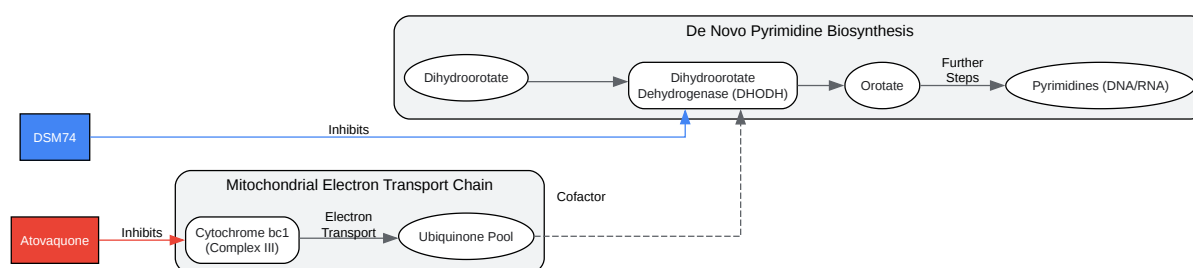 De Novo Pyrimidine Biosynthesis
Dihydroorotate
Dihydroorotate
Dehydrogenase (DHODH)
Orotate
Further
Steps
Pyrimidines (DNA/RNA)
DSM74
Inhibits
Mitochondrial Electron Transport Chain
Cofactor
Atovaquone
Inhibits
Cytochrome bc1
(Complex III)
Electron
Transport
Ubiquinone Pool